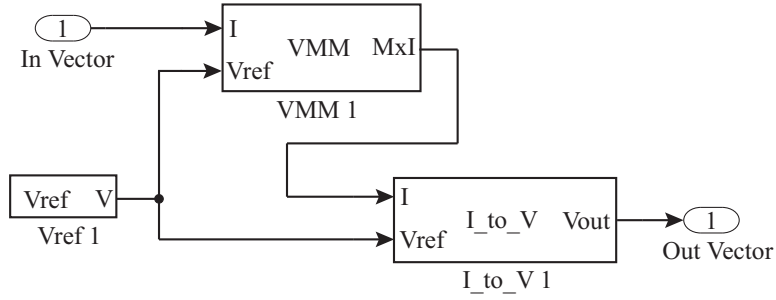 1
In Vector
I
VMM
MxI
Vref
VMM 1
Vref
V
Vref 1
I
I_to_V
Vout
Vref
I_to_V 1
1
Out Vector